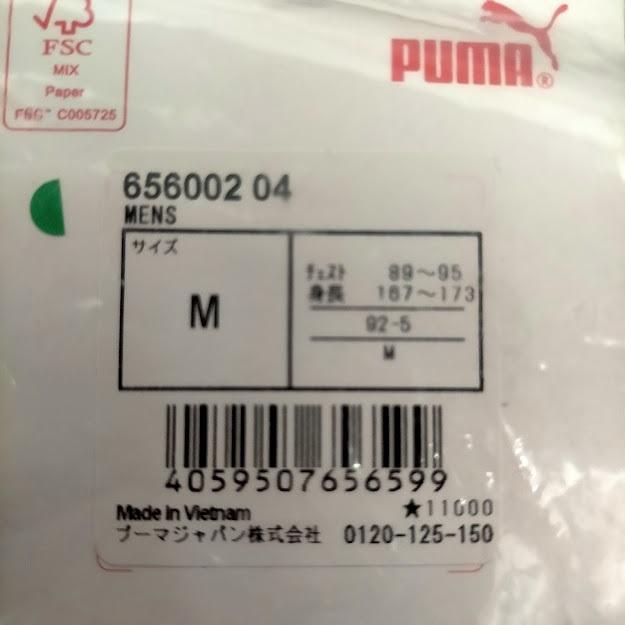 FSC
MIX
Paper
FSC™ C005725
PUMA®
656002 04
MENS
サイズ
M
チェスト 89～95
身長 167～173
92-5
M
4059507656599
★11000
Made in Vietnam
プーマジャパン株式会社 0120-125-150